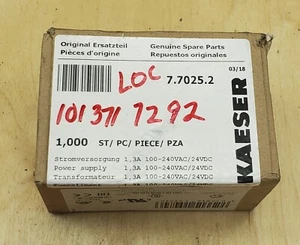 Original Ersatzteil Genuine Spare Parts
Pièces d'origine Repuestos originales
03/18
LOC 7.7025.2
101371 7292
KAESER
1,000 ST/ PC/ PIECE/ PZA
Stromversorgung 1,3A 100-240VAC/24VDC
Power supply 1,3A 100-240VAC/24VDC
Transformateur 1,3A 100-240VAC/24VDC